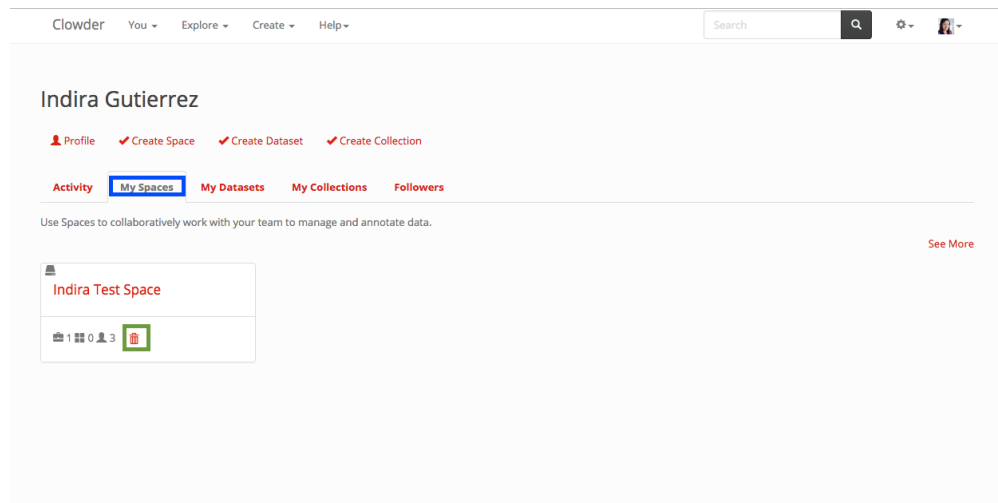 Clowder You Explore Create Help Search
Indira Gutierrez
Profile Create Space Create Dataset Create Collection
Activity My Spaces My Datasets My Collections Followers
Use Spaces to collaboratively work with your team to manage and annotate data.
See More
Indira Test Space
1 0 3